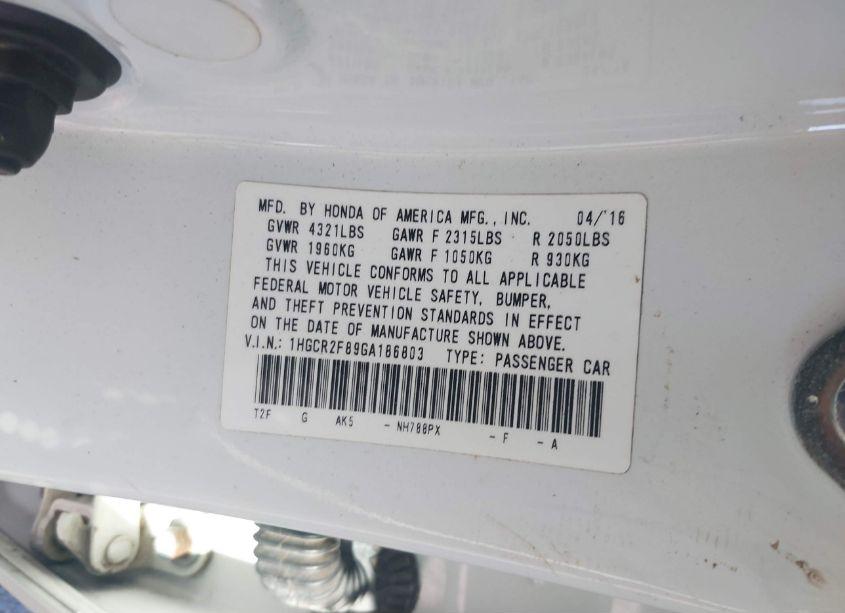 MFD. BY HONDA OF AMERICA MFG., INC. 04/'16
GVWR 4321LBS GAWR F 2315LBS R 2050LBS
GVWR 1960KG GAWR F 1050KG R 930KG
THIS VEHICLE CONFORMS TO ALL APPLICABLE
FEDERAL MOTOR VEHICLE SAFETY, BUMPER,
AND THEFT PREVENTION STANDARDS IN EFFECT
ON THE DATE OF MANUFACTURE SHOWN ABOVE.
V.I.N.: 1HGCR2F89GA186803 TYPE: PASSENGER CAR
T2F G AK5 - NH788PX - F - A